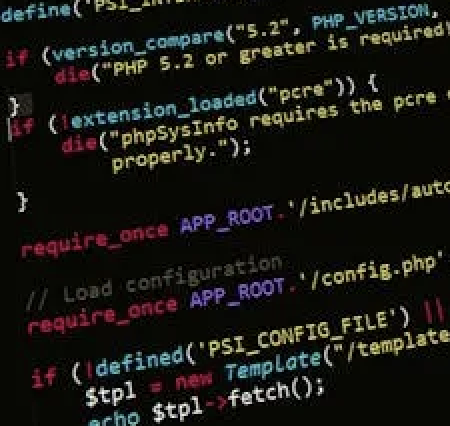 define('PSI_INTE
if (version_compare("5.2", PHP_VERSION,
die("PHP 5.2 or greater is required
}
if (!extension_loaded("pcre")) {
die("phpSysInfo requires the pcre
properly.");
}
require_once APP_ROOT.'/includes/auto
// Load configuration
require_once APP_ROOT.'/config.php'
if (!defined('PSI_CONFIG_FILE') ||
$tpl = new Template("/template
echo $tpl->fetch();